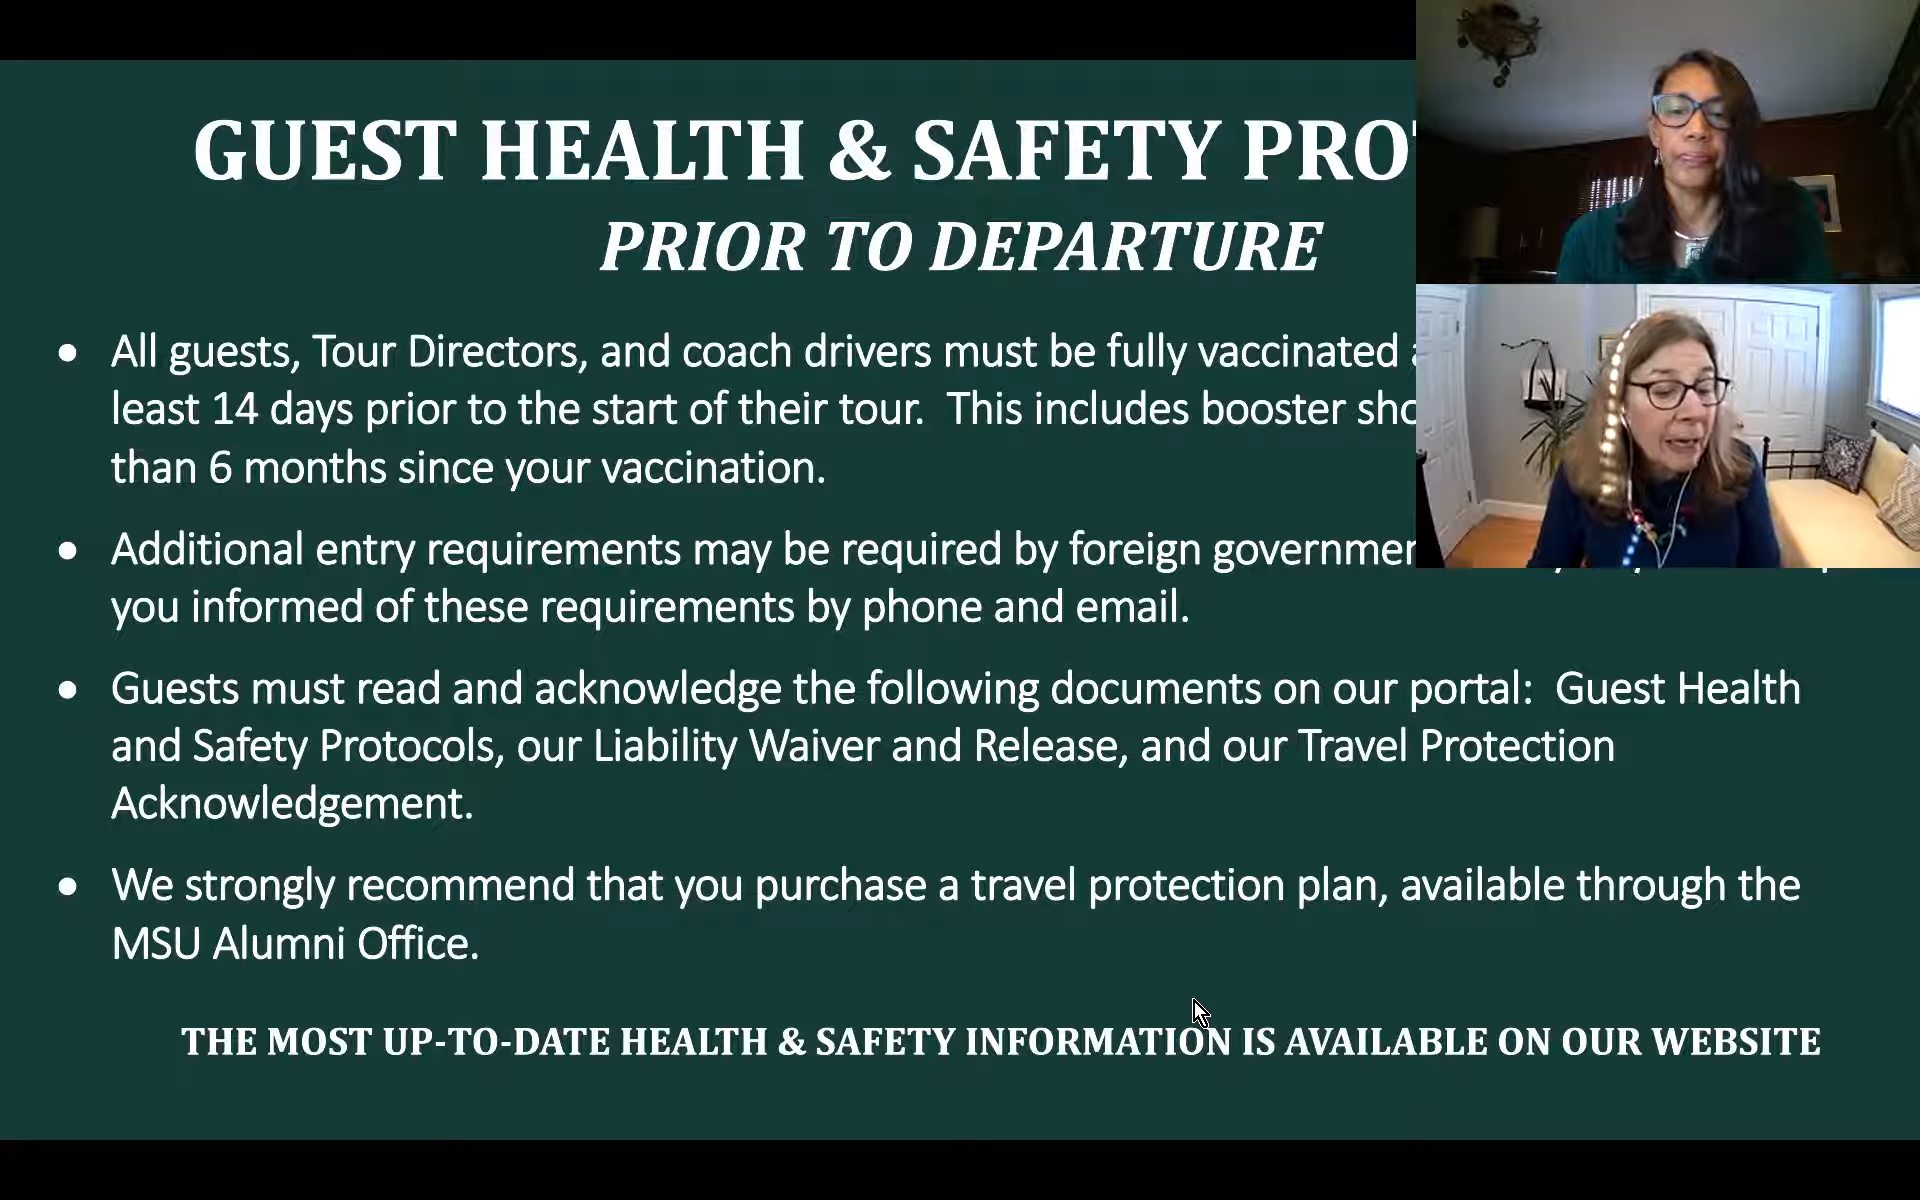 GUEST HEALTH & SAFETY
PRIOR TO DEPARTURE
• All guests, Tour Directors, and coach drivers must be fully vaccinated
least 14 days prior to the start of their tour. This includes booster
than 6 months since your vaccination.
• Additional entry requirements may be required by foreign
you informed of these requirements by phone and email.
• Guests must read and acknowledge the following documents on our portal: Guest Health
and Safety Protocols, our Liability Waiver and Release, and our Travel Protection
Acknowledgement.
• We strongly recommend that you purchase a travel protection plan, available through the
MSU Alumni Office.
THE MOST UP-TO-DATE HEALTH & SAFETY INFORMATION IS AVAILABLE ON OUR WEBSITE